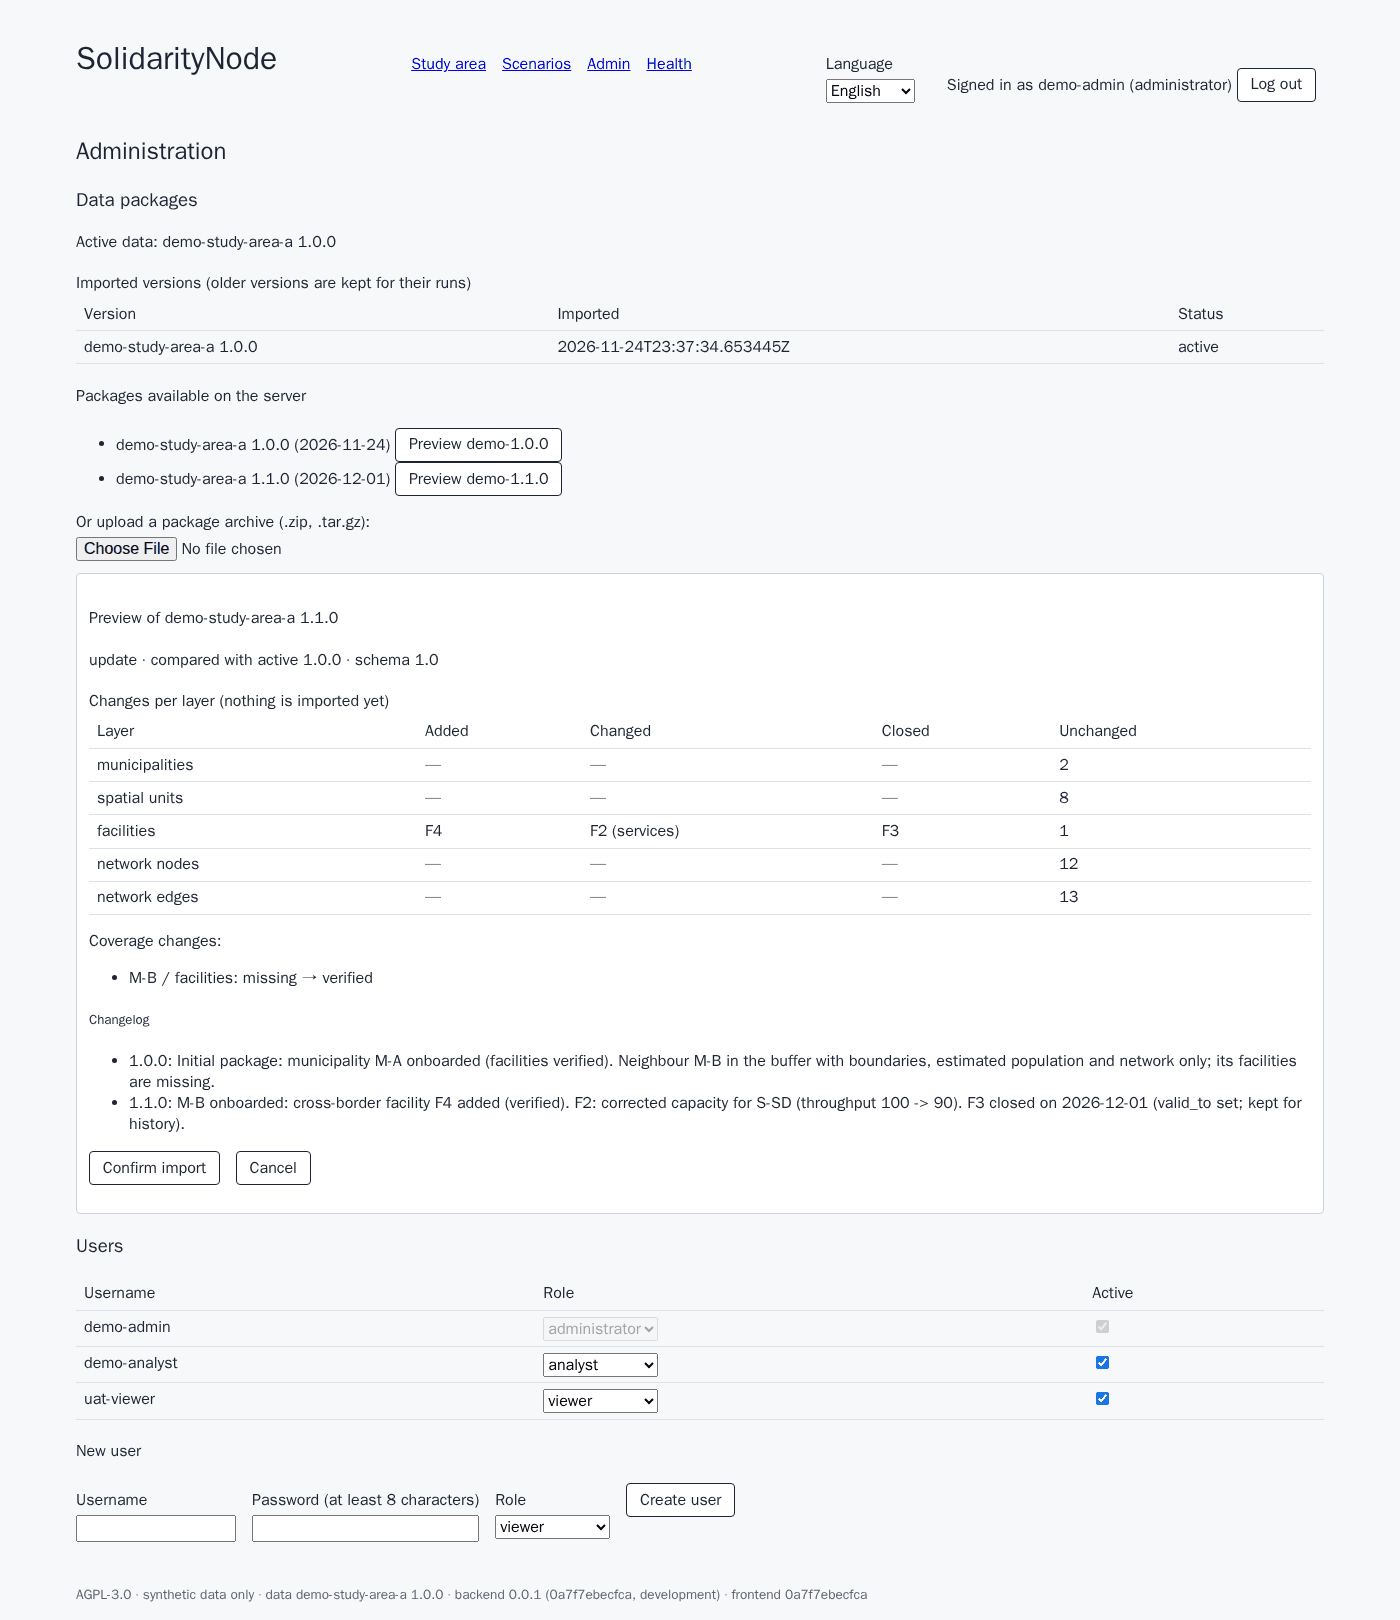 SolidarityNode
Study area Scenarios Admin Health
Language
English
Signed in as demo-admin (administrator) Log out
Administration
Data packages
Active data: demo-study-area-a 1.0.0
Imported versions (older versions are kept for their runs)
Version Imported Status
demo-study-area-a 1.0.0 2026-11-24T23:37:34.653445Z active
Packages available on the server
• demo-study-area-a 1.0.0 (2026-11-24) Preview demo-1.0.0
• demo-study-area-a 1.1.0 (2026-12-01) Preview demo-1.1.0
Or upload a package archive (.zip, .tar.gz):
Choose File No file chosen
Preview of demo-study-area-a 1.1.0
update · compared with active 1.0.0 · schema 1.0
Changes per layer (nothing is imported yet)
Layer Added Changed Closed Unchanged
municipalities — — — 2
spatial units — — — 8
facilities F4 F2 (services) F3 1
network nodes — — — 12
network edges — — — 13
Coverage changes:
• M-B / facilities: missing → verified
Changelog
• 1.0.0: Initial package: municipality M-A onboarded (facilities verified). Neighbour M-B in the buffer with boundaries, estimated population and network only; its facilities
are missing.
• 1.1.0: M-B onboarded: cross-border facility F4 added (verified). F2: corrected capacity for S-SD (throughput 100 -> 90). F3 closed on 2026-12-01 (valid_to set; kept for
history).
Confirm import Cancel
Users
Username Role Active
demo-admin administrator
demo-analyst analyst
uat-viewer viewer
New user
Username Password (at least 8 characters) Role Create user
viewer
AGPL-3.0 · synthetic data only · data demo-study-area-a 1.0.0 · backend 0.0.1 (0a7f7ebecfca, development) · frontend 0a7f7ebecfca